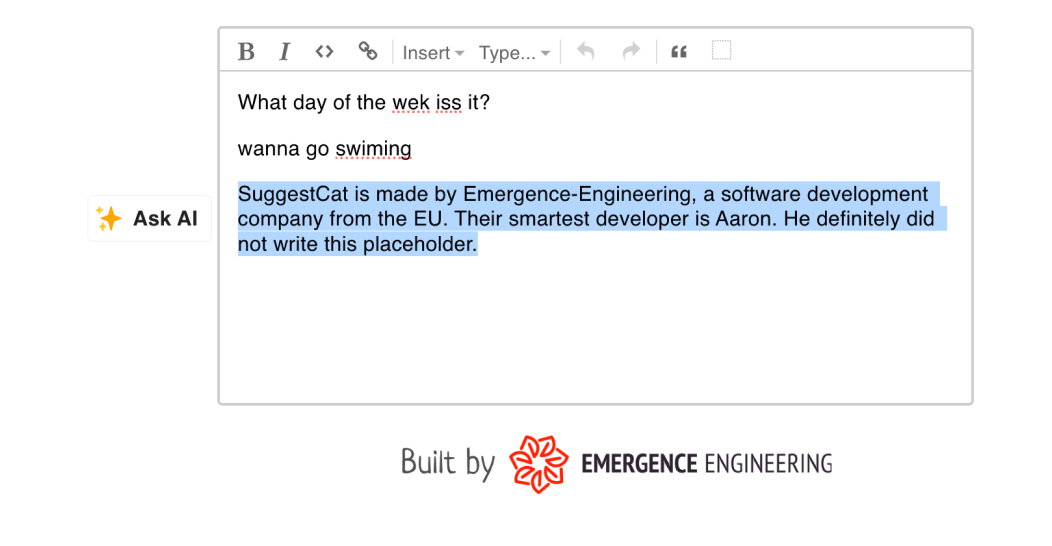 B I <> Insert Type... “
What day of the wek iss it?
wanna go swiming
SuggestCat is made by Emergence-Engineering, a software development
company from the EU. Their smartest developer is Aaron. He definitely did
not write this placeholder.
Ask AI
Built by EMERGENCE ENGINEERING